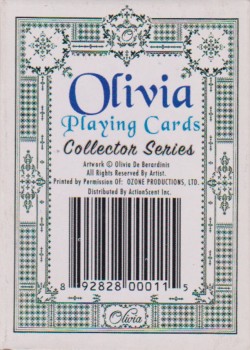 Olivia
Olivia
Playing Cards
Collector Series
Artwork © Olivia De Berardinis
All Rights Reserved By Artist.
Printed by Permission Of: OZONE PRODUCTIONS, LTD.
Distributed By ActionScent Inc.
8 92828 00011 5
Olivia